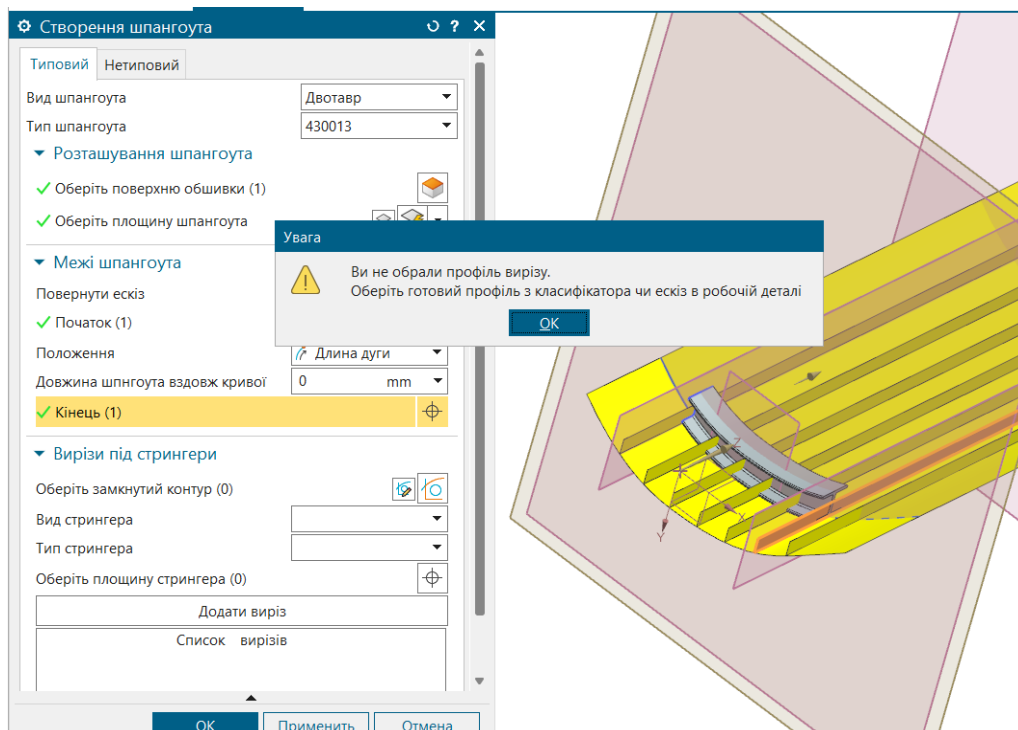 Створення шпангоута
Типовий Нетиповий
Вид шпангоута Двотавр
Тип шпангоута 430013
Розташування шпангоута
Оберіть поверхню обшивки (1)
Оберіть площину шпангоута
Увага
Ви не обрали профіль вирізу.
Оберіть готовий профіль з класифікатора чи ескіз в робочій деталі
OK
Межі шпангоута
Повернути ескіз
Початок (1)
Положення Длина дуги
Довжина шпнгоута вздовж кривої 0 mm
Кінець (1)
Вирізи під стрингери
Оберіть замкнутий контур (0)
Вид стрингера
Тип стрингера
Оберіть площину стрингера (0)
Додати виріз
Список вирізів
OK Применить Отмена
Z
X
Y